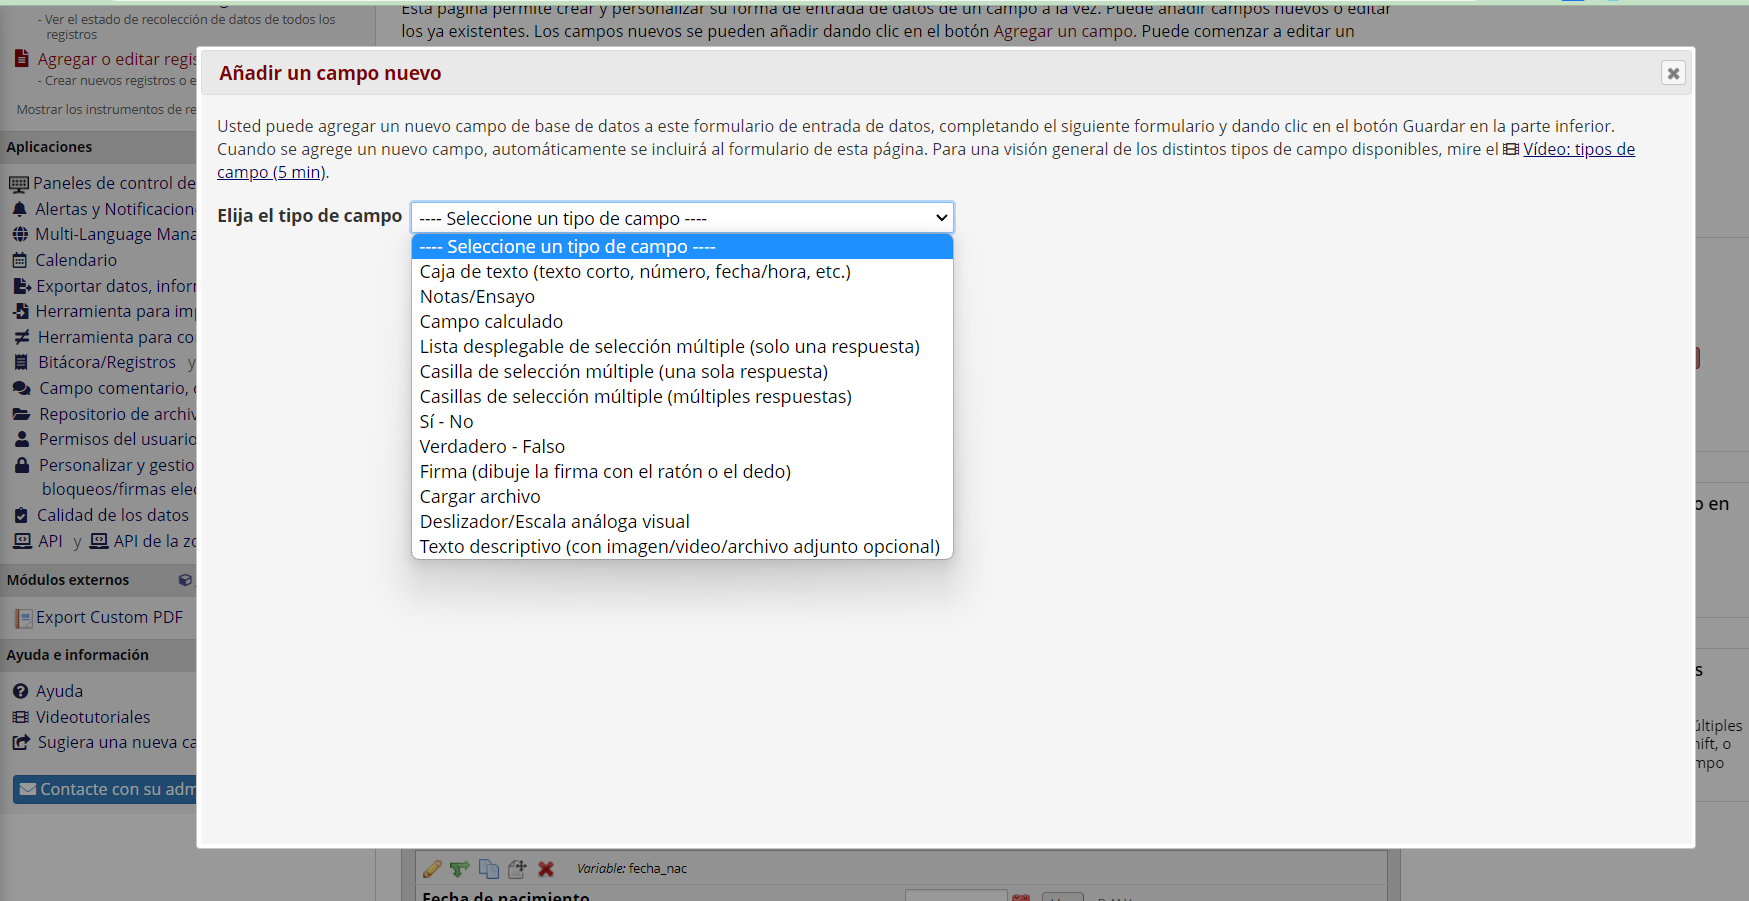 - Ver el estado de recolección de datos de todos los
registros
Agregar o editar regis
- Crear nuevos registros o e
Mostrar los instrumentos de re
Aplicaciones
Paneles de control de
Alertas y Notificacion
Multi-Language Mana
Calendario
Exportar datos, infor
Herramienta para im
Herramienta para co
Bitácora/Registros y
Campo comentario,
Repositorio de archiv
Permisos del usuario
Personalizar y gestio
bloqueos/firmas ele
Calidad de los datos
API y API de la zo
Módulos externos
Export Custom PDF
Ayuda e información
Ayuda
Videotutoriales
Sugiera una nueva ca
Contacte con su adm
Esta página permite crear y personalizar su forma de entrada de datos de un campo a la vez. Puede añadir campos nuevos o editar
los ya existentes. Los campos nuevos se pueden añadir dando clic en el botón Agregar un campo. Puede comenzar a editar un
Añadir un campo nuevo
Usted puede agregar un nuevo campo de base de datos a este formulario de entrada de datos, completando el siguiente formulario y dando clic en el botón Guardar en la parte inferior.
Cuando se agrege un nuevo campo, automáticamente se incluirá al formulario de esta página. Para una visión general de los distintos tipos de campo disponibles, mire el Vídeo: tipos de
campo (5 min).
Elija el tipo de campo ---- Seleccione un tipo de campo ----
---- Seleccione un tipo de campo ----
Caja de texto (texto corto, número, fecha/hora, etc.)
Notas/Ensayo
Campo calculado
Lista desplegable de selección múltiple (solo una respuesta)
Casilla de selección múltiple (una sola respuesta)
Casillas de selección múltiple (múltiples respuestas)
Sí - No
Verdadero - Falso
Firma (dibuje la firma con el ratón o el dedo)
Cargar archivo
Deslizador/Escala análoga visual
Texto descriptivo (con imagen/video/archivo adjunto opcional)
o en
s
últiples
hift, o
mpo
Variable: fecha_nac
Fecha de nacimiento